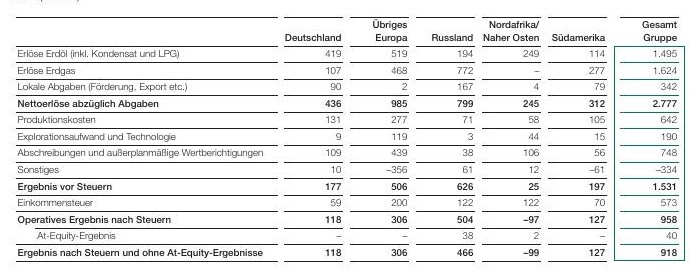 Deutschland Übriges Europa Russland Nordafrika/ Naher Osten Südamerika Gesamt Gruppe
Erlöse Erdöl (inkl. Kondensat und LPG) 419 519 194 249 114 1.495
Erlöse Erdgas 107 468 772 – 277 1.624
Lokale Abgaben (Förderung, Export etc.) 90 2 167 4 79 342
Nettoerlöse abzüglich Abgaben 436 985 799 245 312 2.777
Produktionskosten 131 277 71 58 105 642
Explorationsaufwand und Technologie 9 119 3 44 15 190
Abschreibungen und außerplanmäßige Wertberichtigungen 109 439 38 106 56 748
Sonstiges 10 –356 61 12 –61 –334
Ergebnis vor Steuern 177 506 626 25 197 1.531
Einkommensteuer 59 200 122 122 70 573
Operatives Ergebnis nach Steuern 118 306 504 –97 127 958
At-Equity-Ergebnis – – 38 2 – 40
Ergebnis nach Steuern und ohne At-Equity-Ergebnisse 118 306 466 –99 127 918